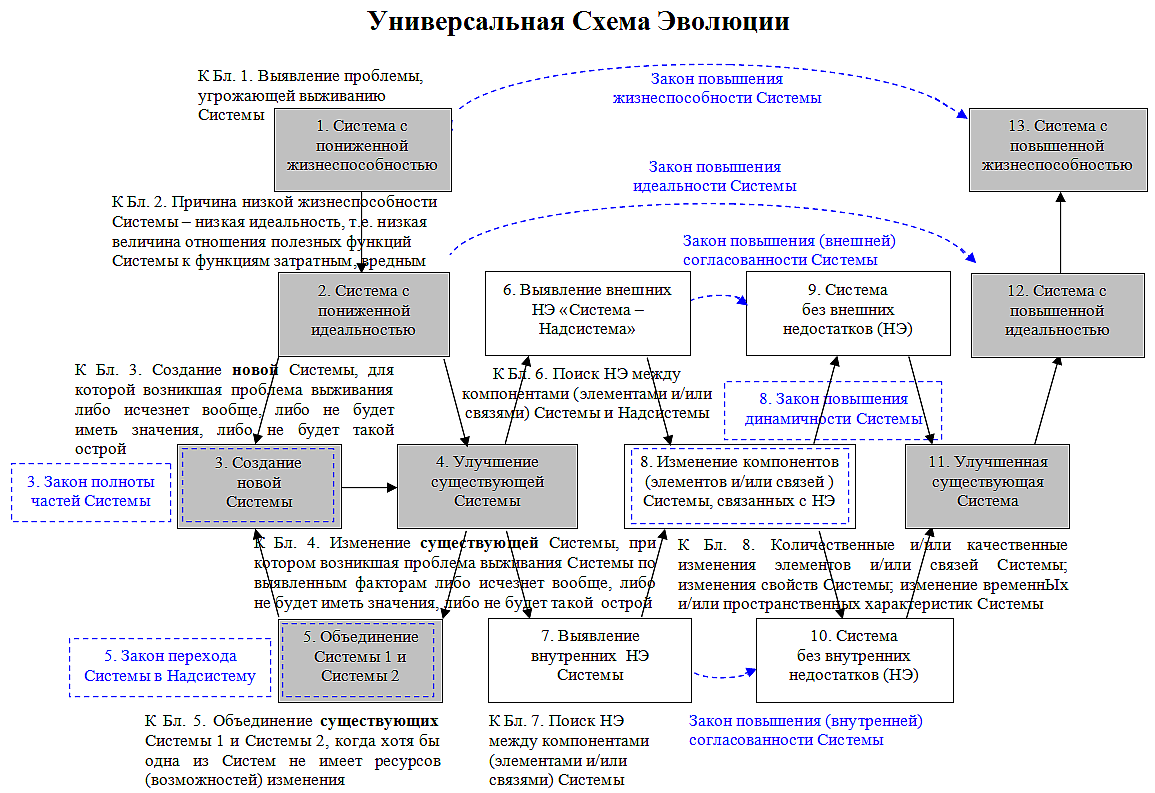 Универсальная Схема Эволюции
К Бл. 1. Выявление проблемы,
угрожающей выживанию
Системы
Закон повышения
жизнеспособности Системы
1. Система с
пониженной
жизнеспособностью
13. Система с
повышенной
жизнеспособностью
Закон повышения
идеальности Системы
К Бл. 2. Причина низкой жизнеспособности
Системы – низкая идеальность, т.е. низкая
величина отношения полезных функций
Системы к функциям затратным, вредным
Закон повышения (внешней)
согласованности Системы
2. Система с
пониженной
идеальностью
6. Выявление внешних
НЭ «Система –
Надсистема»
9. Система
без внешних
недостатков (НЭ)
12. Система с
повышенной
идеальностью
К Бл. 3. Создание новой Системы, для
которой возникшая проблема выживания
либо исчезнет вообще, либо не будет
иметь значения, либо не будет такой
острой
К Бл. 6. Поиск НЭ между
компонентами (элементами и/или
связями) Системы и Надсистемы
8. Закон повышения
динамичности Системы
3. Закон полноты
частей Системы
3. Создание
новой
Системы
4. Улучшение
существующей
Системы
8. Изменение компонентов
(элементов и/или связей )
Системы, связанных с НЭ
11. Улучшенная
существующая
Система
К Бл. 4. Изменение существующей Системы, при
котором возникшая проблема выживания Системы по
выявленным факторам либо исчезнет вообще, либо
не будет иметь значения, либо не будет такой острой
К Бл. 8. Количественные и/или качественные
изменения элементов и/или связей Системы;
изменения свойств Системы; изменение временнЫх
и/или пространственных характеристик Системы
5. Закон перехода
Системы в Надсистему
5. Объединение
Системы 1 и
Системы 2
7. Выявление
внутренних НЭ
Системы
10. Система
без внутренних
недостатков (НЭ)
К Бл. 5. Объединение существующих
Системы 1 и Системы 2, когда хотя бы
одна из Систем не имеет ресурсов
(возможностей) изменения
К Бл. 7. Поиск НЭ
между компонентами
(элементами и/или
связями) Системы
Закон повышения (внутренней)
согласованности Системы